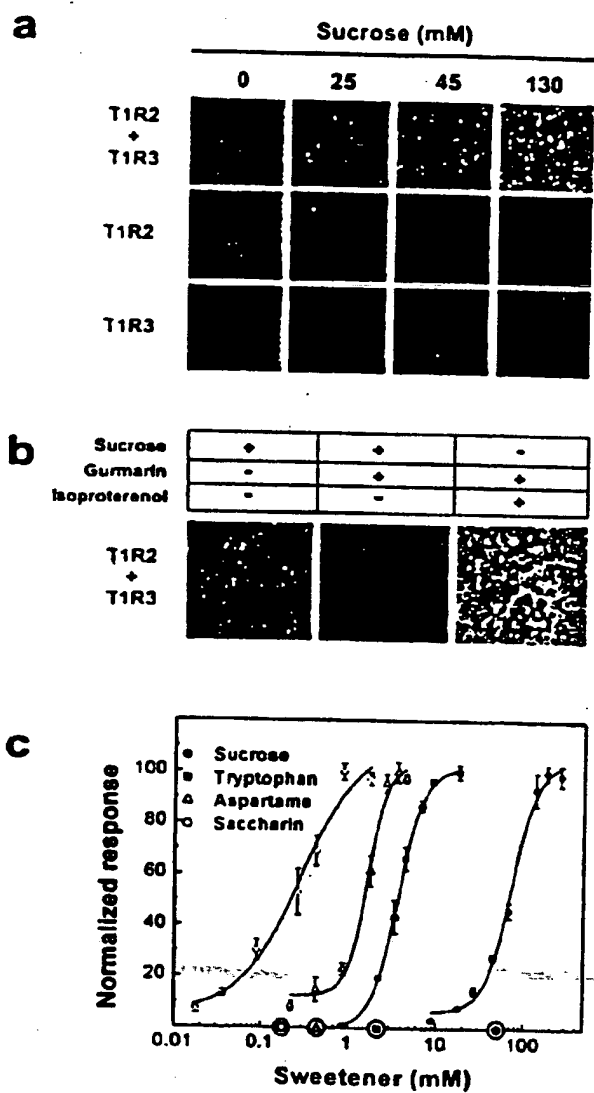 a
Sucrose (mM)
0 25 45 130
T1R2
+
T1R3
T1R2
T1R3
b
Sucrose + + -
Gurmarin - + +
Isoproterenol - - +
T1R2
+
T1R3
c
Sucrose
Tryptophan
Aspartame
Saccharin
Normalized response
100
80
60
40
20
0.01 0.1 1 10 100
Sweetener (mM)